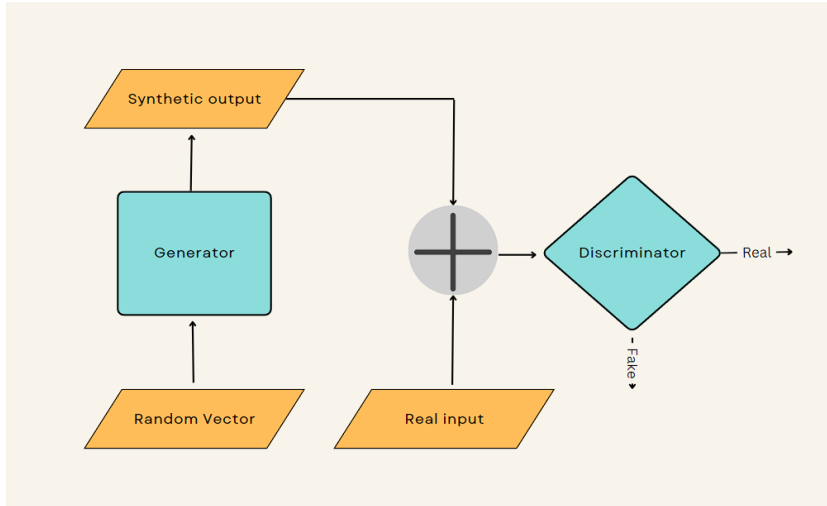 Synthetic output
Generator
Discriminator
Real
Fake
Random Vector
Real input